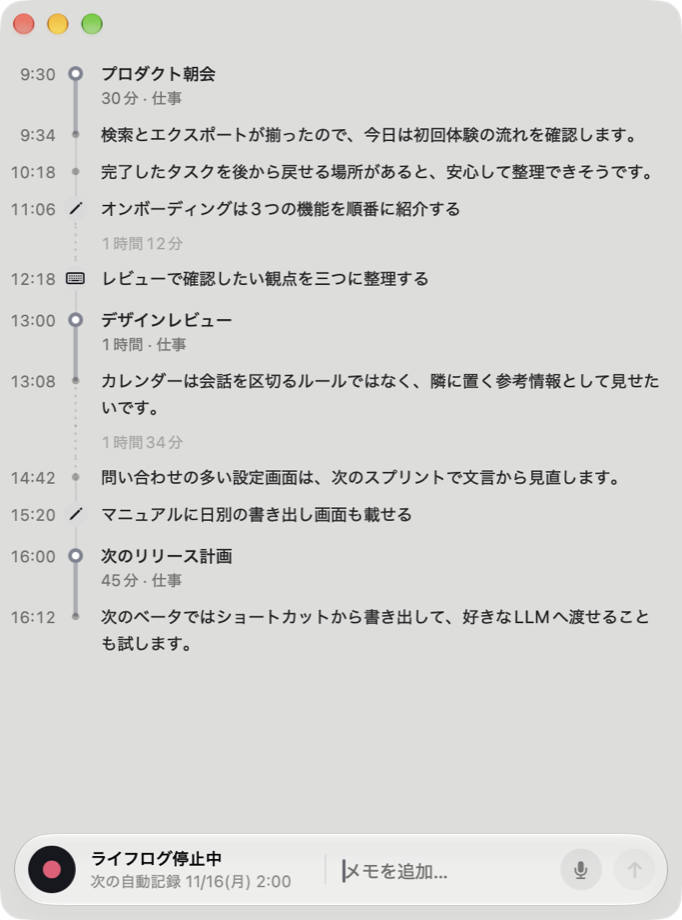 9:30 プロダクト朝会
30分 · 仕事
9:34 検索とエクスポートが揃ったので、今日は初回体験の流れを確認します。
10:18 完了したタスクを後から戻せる場所があると、安心して整理できそうです。
11:06 オンボーディングは3つの機能を順番に紹介する
1時間12分
12:18 レビューで確認したい観点を三つに整理する
13:00 デザインレビュー
1時間 · 仕事
13:08 カレンダーは会話を区切るルールではなく、隣に置く参考情報として見せた
いです。
1時間34分
14:42 問い合わせの多い設定画面は、次のスプリントで文言から見直します。
15:20 マニュアルに日別の書き出し画面も載せる
16:00 次のリリース計画
45分 · 仕事
16:12 次のベータではショートカットから書き出して、好きなLLMへ渡せること
も試します。
ライフログ停止中
次の自動記録 11/16(月) 2:00
メモを追加...